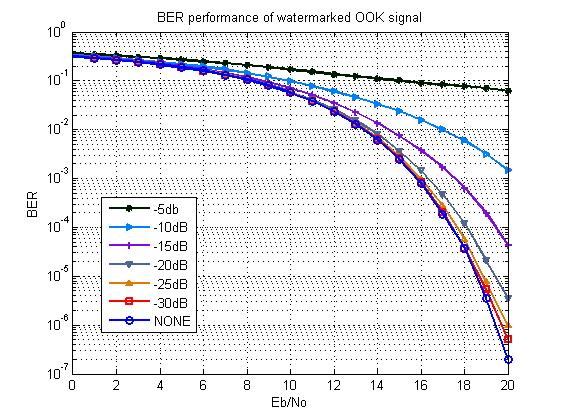 BER performance of watermarked OOK signal
10^0
10^-1
10^-2
10^-3
10^-4
10^-5
10^-6
10^-7
BER
-5db
-10dB
-15dB
-20dB
-25dB
-30dB
NONE
0 2 4 6 8 10 12 14 16 18 20
Eb/No